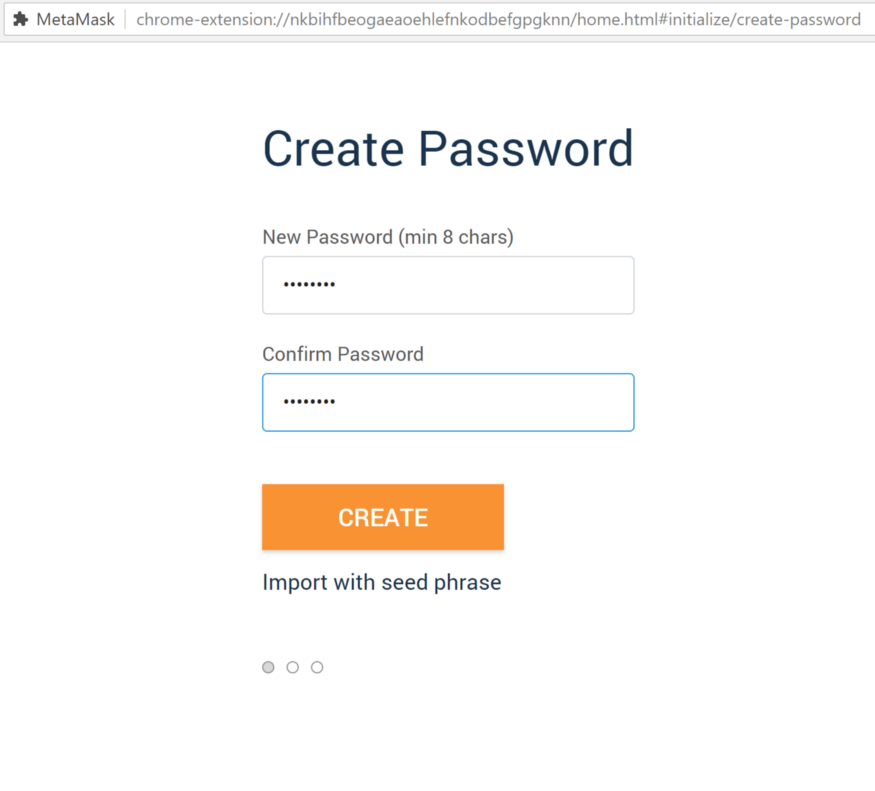 MetaMask chrome-extension://nkbihfbeogaeaoehlefnkodbefgpgknn/home.html#initialize/create-password
Create Password
New Password (min 8 chars)
••••••••
Confirm Password
••••••••
CREATE
Import with seed phrase